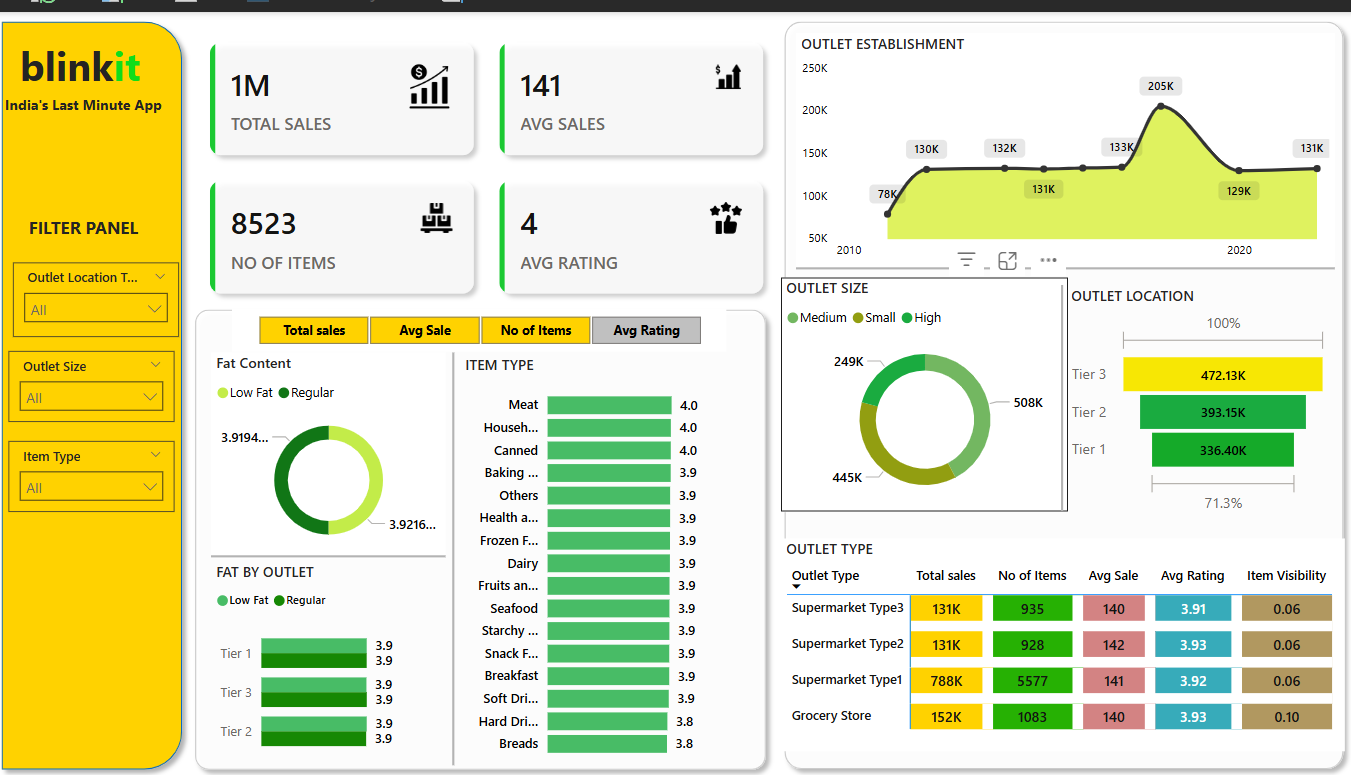 blinkit
India's Last Minute App
FILTER PANEL
Outlet Location T...
All
Outlet Size
All
Item Type
All
1M
TOTAL SALES
141
AVG SALES
8523
NO OF ITEMS
4
AVG RATING
Total sales
Avg Sale
No of Items
Avg Rating
Fat Content
Low Fat
Regular
3.9194...
3.9216...
FAT BY OUTLET
Low Fat
Regular
Tier 1
3.9
3.9
Tier 3
3.9
3.9
Tier 2
3.9
3.9
ITEM TYPE
Meat 4.0
Househ... 4.0
Canned 4.0
Baking ... 3.9
Others 3.9
Health a... 3.9
Frozen F... 3.9
Dairy 3.9
Fruits an... 3.9
Seafood 3.9
Starchy ... 3.9
Snack F... 3.9
Breakfast 3.9
Soft Dri... 3.9
Hard Dri... 3.8
Breads 3.8
OUTLET ESTABLISHMENT
250K
200K
150K
100K
50K
78K
130K
132K
131K
133K
205K
129K
131K
2010
2020
OUTLET SIZE
Medium
Small
High
249K
508K
445K
OUTLET LOCATION
100%
Tier 3 472.13K
Tier 2 393.15K
Tier 1 336.40K
71.3%
OUTLET TYPE
Outlet Type Total sales No of Items Avg Sale Avg Rating Item Visibility
Supermarket Type3 131K 935 140 3.91 0.06
Supermarket Type2 131K 928 142 3.93 0.06
Supermarket Type1 788K 5577 141 3.92 0.06
Grocery Store 152K 1083 140 3.93 0.10